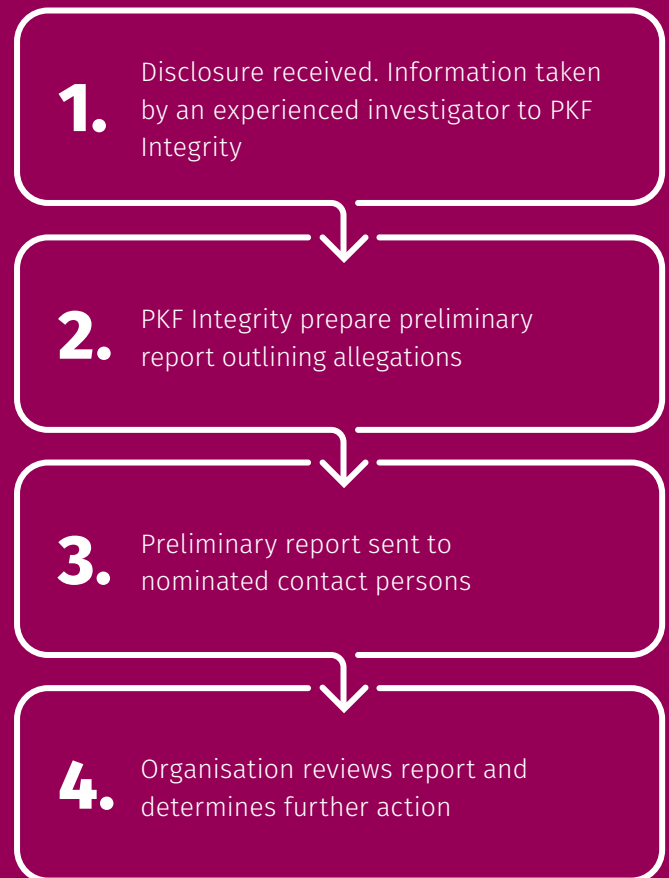 1.
Disclosure received. Information taken
by an experienced investigator to PKF
Integrity
2.
PKF Integrity prepare preliminary
report outlining allegations
3.
Preliminary report sent to
nominated contact persons
4.
Organisation reviews report and
determines further action